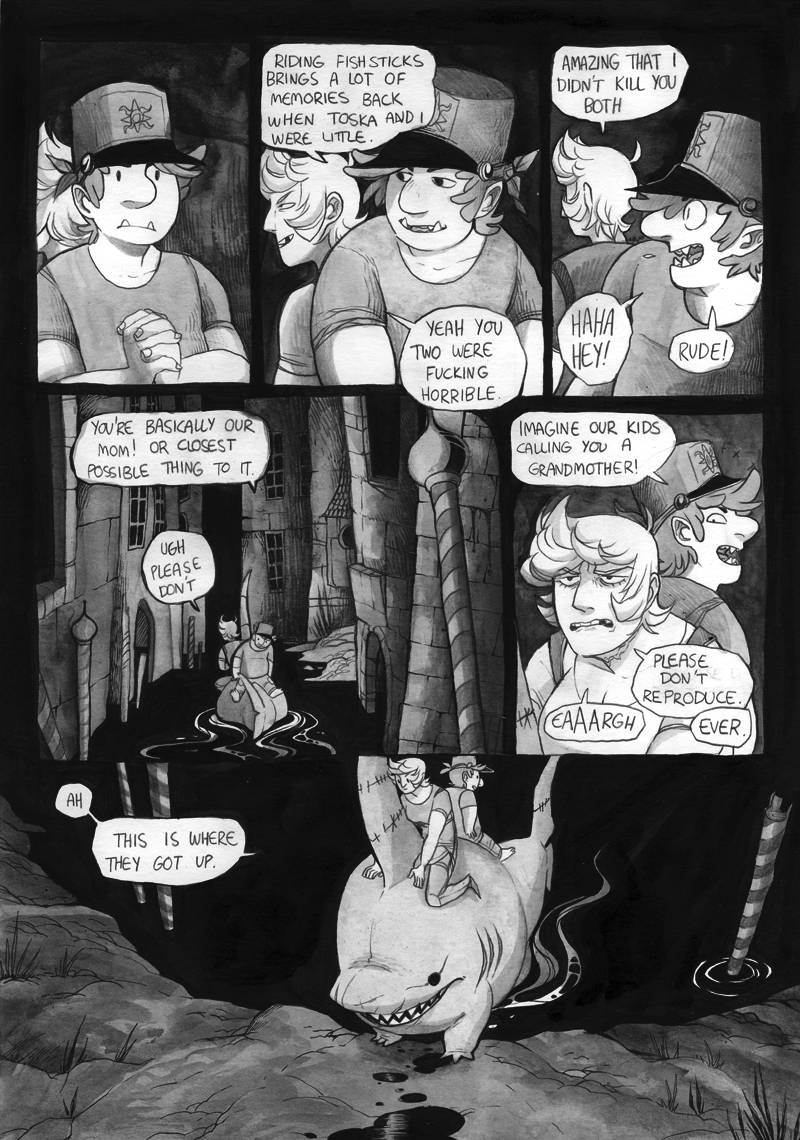 RIDING FISHSTICKS
BRINGS A LOT OF
MEMORIES BACK
WHEN TOSKA AND I
WERE LITTLE.
YEAH YOU
TWO WERE
FUCKING
HORRIBLE.
AMAZING THAT I
DIDN'T KILL YOU
BOTH
HAHA
HEY!
RUDE!
YOU'RE BASICALLY OUR
MOM! OR CLOSEST
POSSIBLE THING TO IT.
UGH
PLEASE
DON'T
IMAGINE OUR KIDS
CALLING YOU A
GRANDMOTHER!
EAAARGH
PLEASE
DON'T
REPRODUCE.
EVER.
AH
THIS IS WHERE
THEY GOT UP.